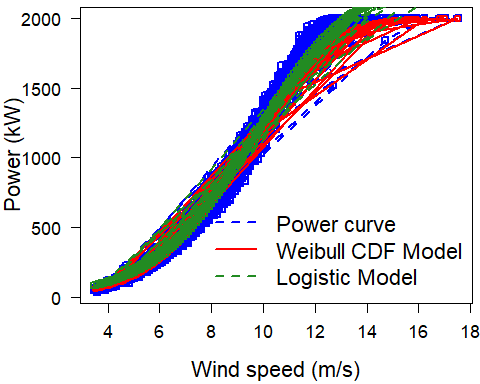 2000
1500
1000
500
0
Power (kW)
Power curve
Weibull CDF Model
Logistic Model
4 6 8 10 12 14 16 18
Wind speed (m/s)